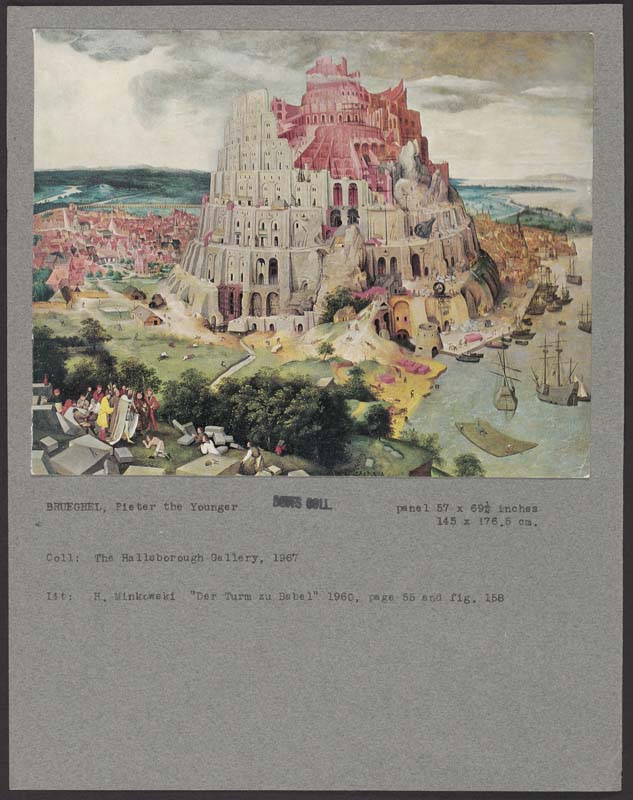 BRUEGHEL, Pieter the Younger DOWS COLL. panel 57 x 69½ inches
145 x 176.5 cm.
Coll: The Hallsborough Gallery, 1967
Lit: H. Minkowski "Der Turm zu Babel" 1960, page 55 and fig. 158